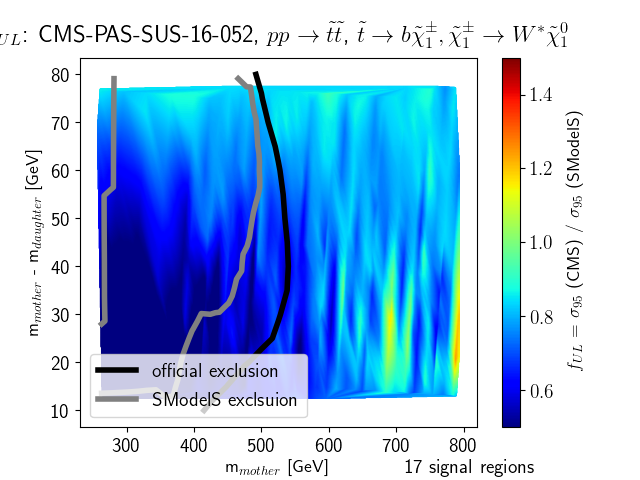 UL: CMS-PAS-SUS-16-052, pp → t̃t̃, t̃ → bχ̃₁±, χ̃₁± → W*χ̃₁⁰
80
70
60
50
40
30
20
10
m_mother - m_daughter [GeV]
official exclusion
SModelS exclsuion
300 400 500 600 700 800
m_mother [GeV]
17 signal regions
1.4
1.2
1.0
0.8
0.6
f_UL = σ₉₅ (CMS) / σ₉₅ (SModelS)